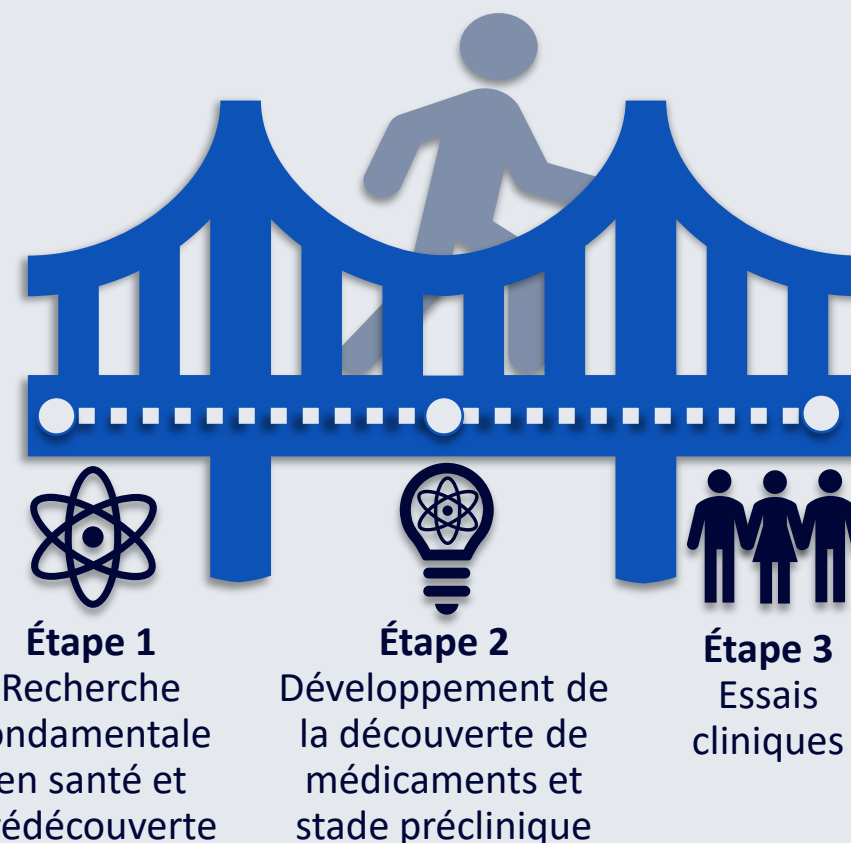 Étape 1
Recherche
ondamentale
en santé et
rédécouverte
Étape 2
Développement de
la découverte de
médicaments et
stade préclinique
Étape 3
Essais
cliniques